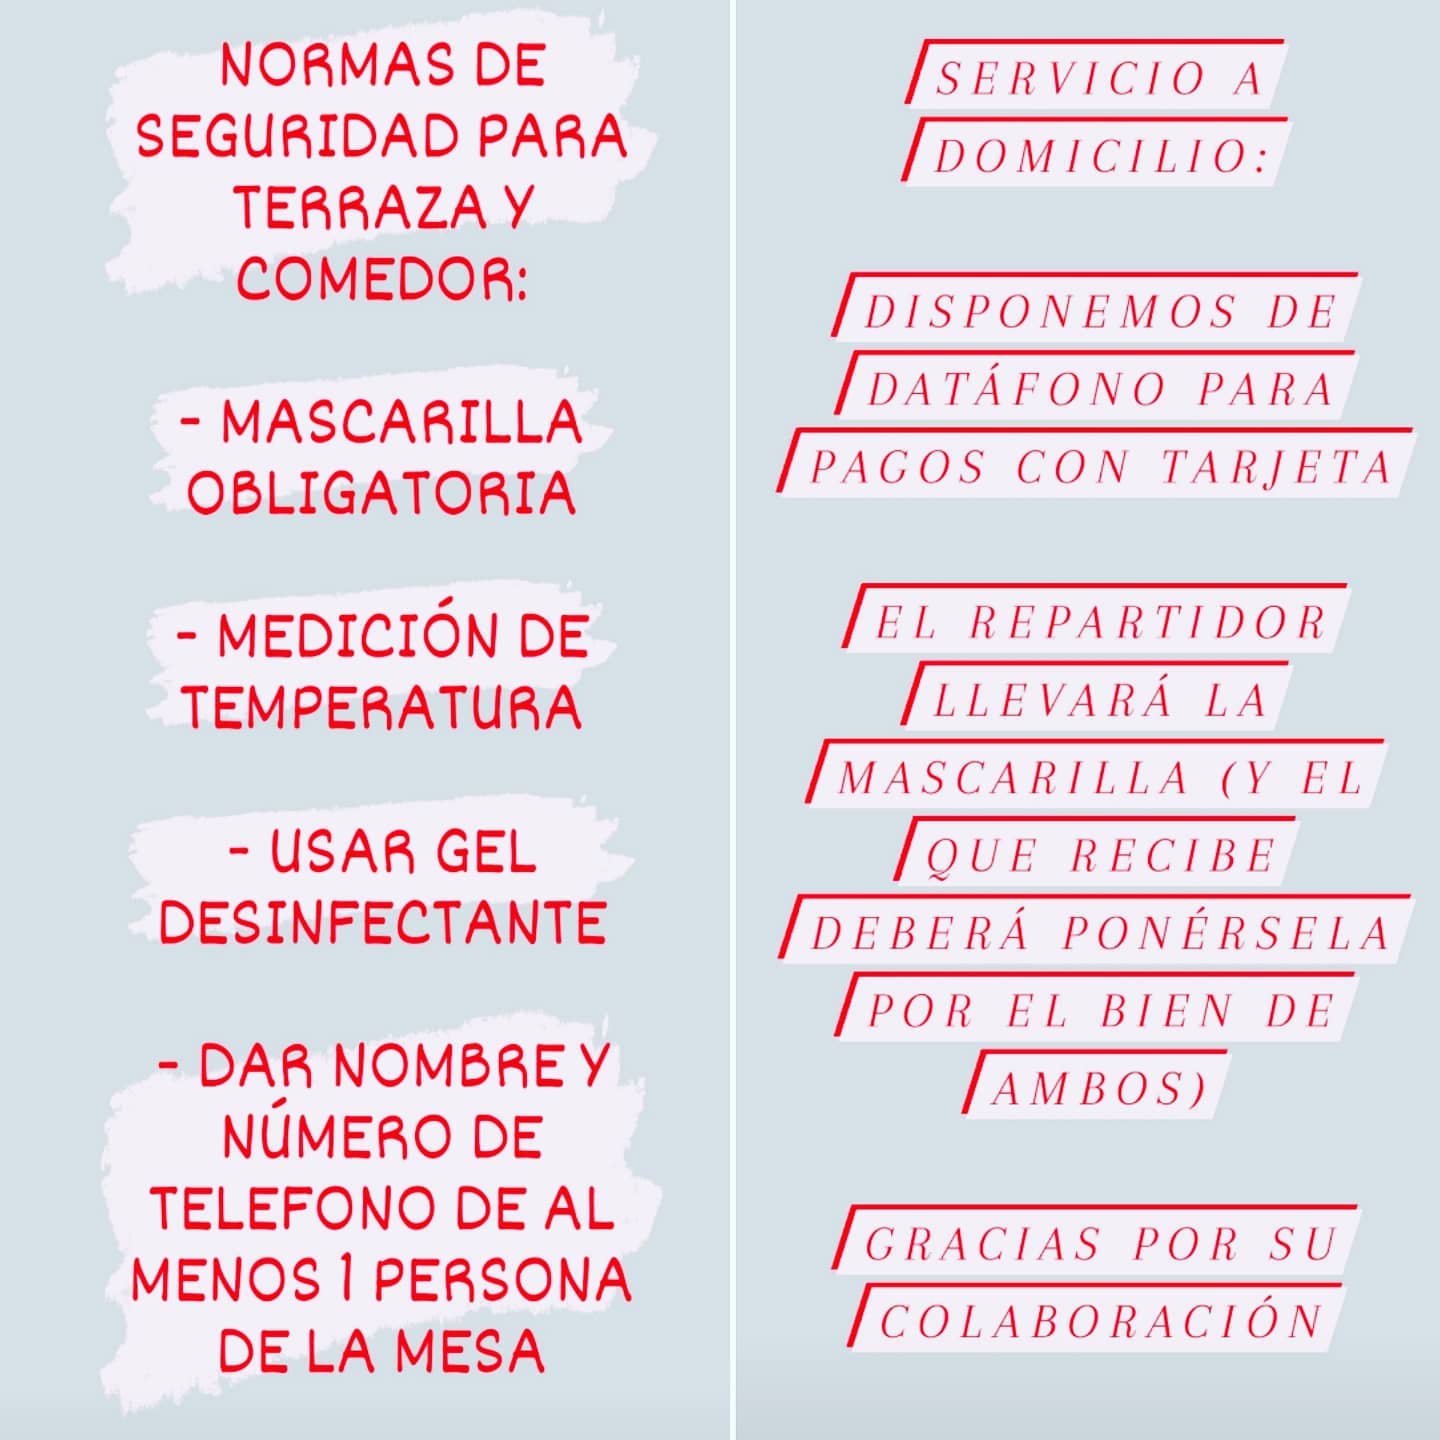 NORMAS DE
SEGURIDAD PARA
TERRAZA Y
COMEDOR:
- MASCARILLA
OBLIGATORIA
- MEDICIÓN DE
TEMPERATURA
- USAR GEL
DESINFECTANTE
- DAR NOMBRE Y
NÚMERO DE
TELEFONO DE AL
MENOS 1 PERSONA
DE LA MESA
SERVICIO A
DOMICILIO:
DISPONEMOS DE
DATÁFONO PARA
PAGOS CON TARJETA
EL REPARTIDOR
LLEVARÁ LA
MASCARILLA (Y EL
QUE RECIBE
DEBERÁ PONÉRSELA
POR EL BIEN DE
AMBOS)
GRACIAS POR SU
COLABORACIÓN